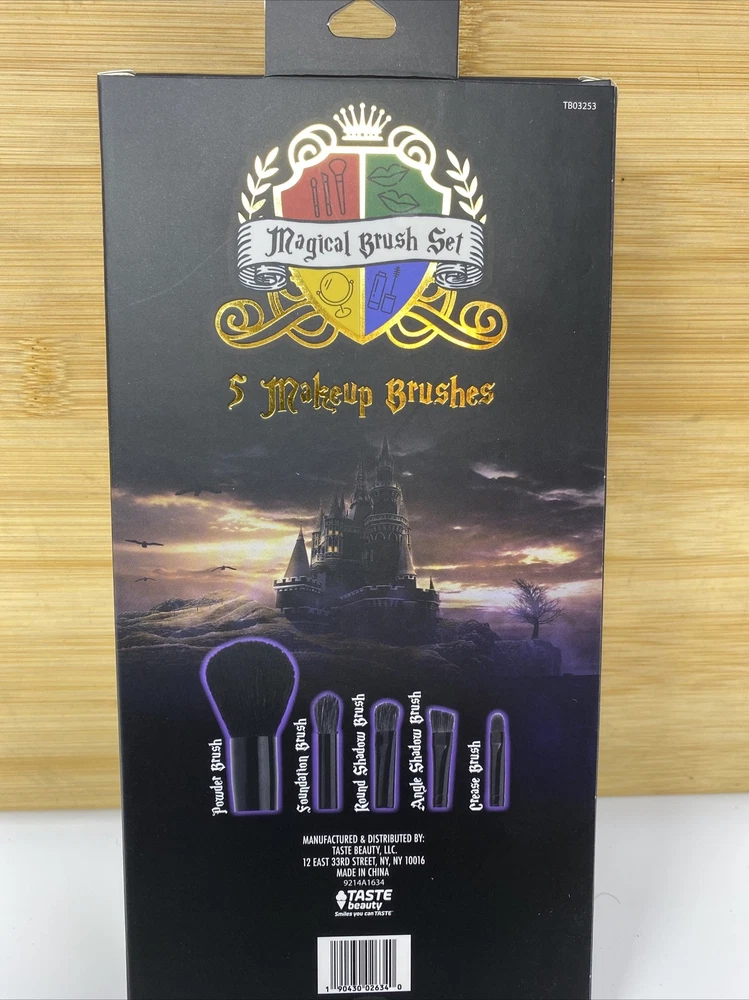 TB03253
Magical Brush Set
5 Makeup Brushes
Powder Brush
Foundation Brush
Round Shadow Brush
Angle Shadow Brush
Crease Brush
MANUFACTURED & DISTRIBUTED BY:
TASTE BEAUTY, LLC.
12 EAST 33RD STREET, NY, NY 10016
MADE IN CHINA
9214A1634
TASTE
beauty
Smiles you can TASTE™
1 90430 02634 0